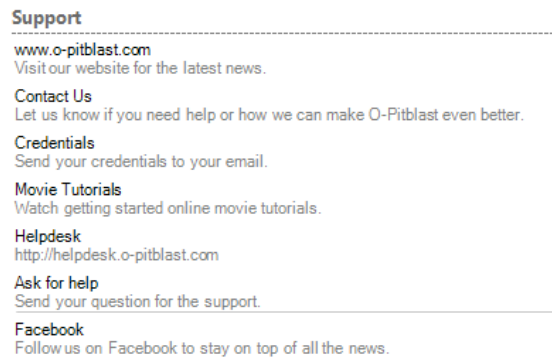 Support
www.o-pitblast.com
Visit our website for the latest news.
Contact Us
Let us know if you need help or how we can make O-Pitblast even better.
Credentials
Send your credentials to your email.
Movie Tutorials
Watch getting started online movie tutorials.
Helpdesk
http://helpdesk.o-pitblast.com
Ask for help
Send your question for the support.
Facebook
Follow us on Facebook to stay on top of all the news.